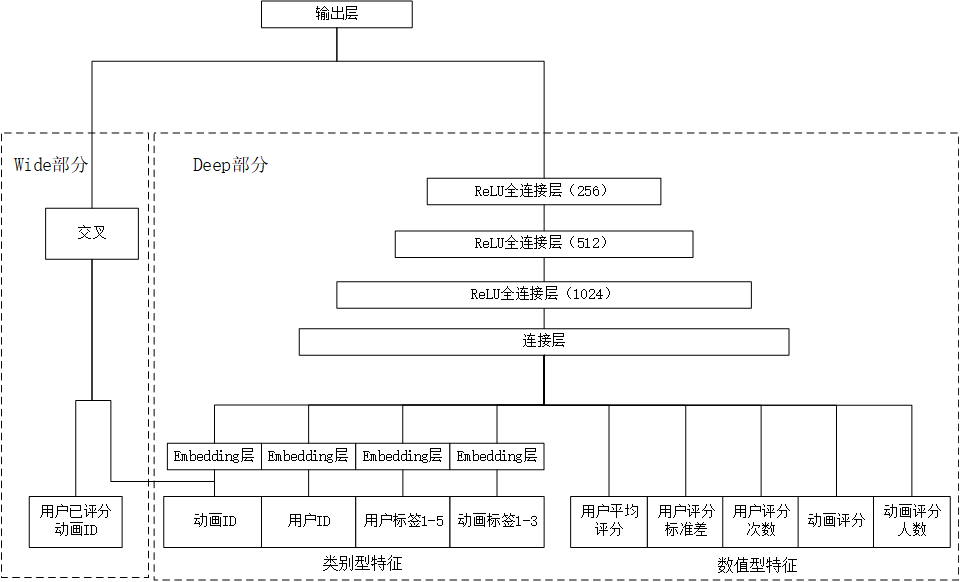 输出层
Wide部分
Deep部分
ReLU全连接层（256）
交叉
ReLU全连接层（512）
ReLU全连接层（1024）
连接层
Embedding层
Embedding层
Embedding层
Embedding层
用户已评分
动画ID
动画ID
用户ID
用户标签1-5
动画标签1-3
用户平均
评分
用户评分
标准差
用户评分
次数
动画评分
动画评分
人数
类别型特征
数值型特征